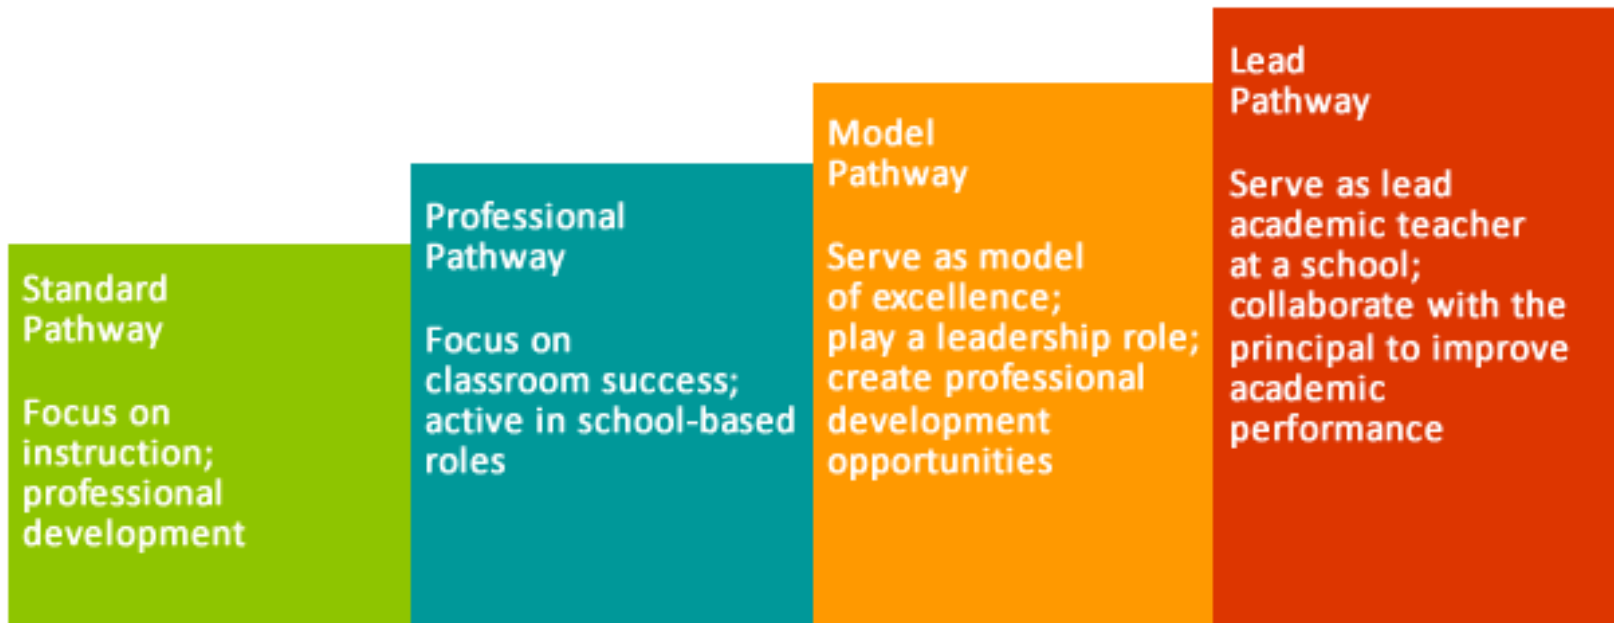 Standard
Pathway
Focus on
instruction;
professional
development
Professional
Pathway
Focus on
classroom success;
active in school-based
roles
Model
Pathway
Serve as model
of excellence;
play a leadership role;
create professional
development
opportunities
Lead
Pathway
Serve as lead
academic teacher
at a school;
collaborate with the
principal to improve
academic
performance